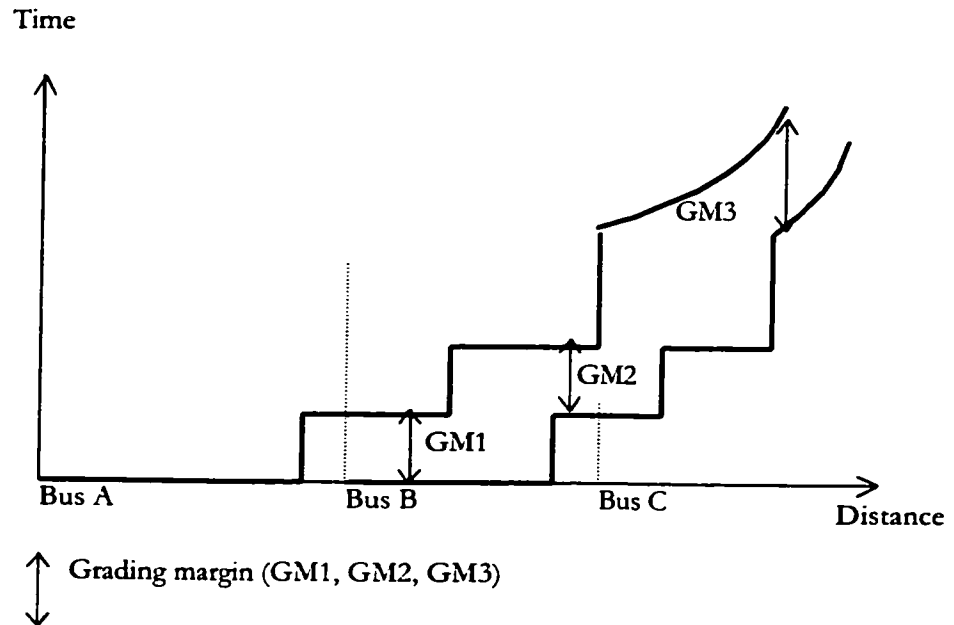 Time
GM3
GM2
GM1
Bus A
Bus B
Bus C
Distance
Grading margin (GM1, GM2, GM3)